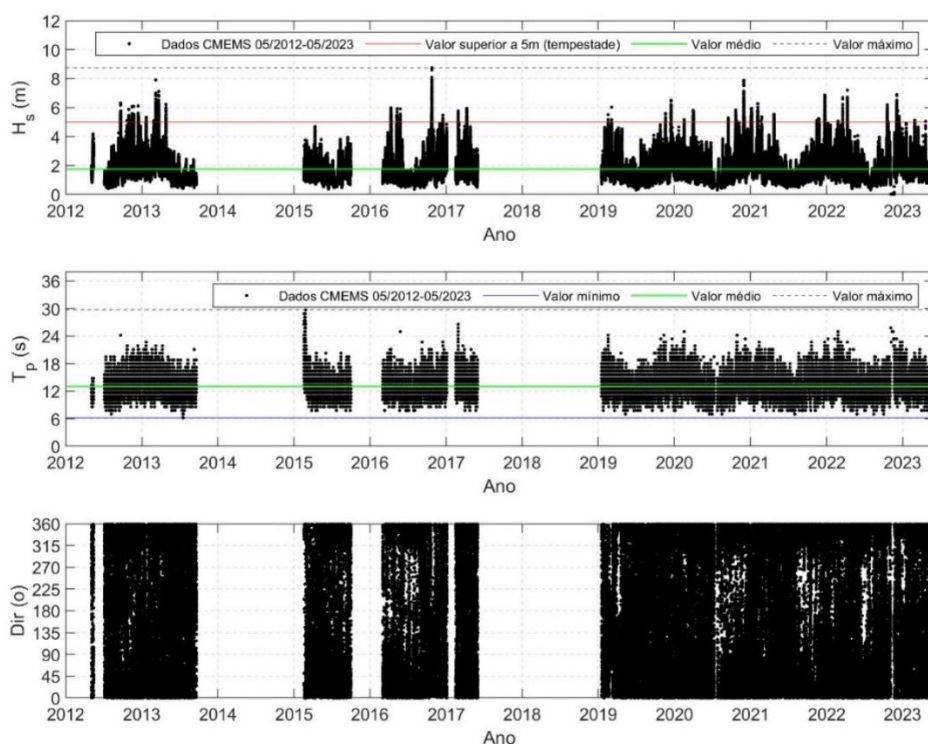 12
10
8
6
4
2
0
H_s (m)
Dados CMEMS 05/2012-05/2023 Valor superior a 5m (tempestade) Valor médio Valor máximo
2012 2013 2014 2015 2016 2017 2018 2019 2020 2021 2022 2023
Ano
36
30
24
18
12
6
0
T_p (s)
Dados CMEMS 05/2012-05/2023 Valor mínimo Valor médio Valor máximo
2012 2013 2014 2015 2016 2017 2018 2019 2020 2021 2022 2023
Ano
360
315
270
225
180
135
90
45
0
Dir (o)
2012 2013 2014 2015 2016 2017 2018 2019 2020 2021 2022 2023
Ano